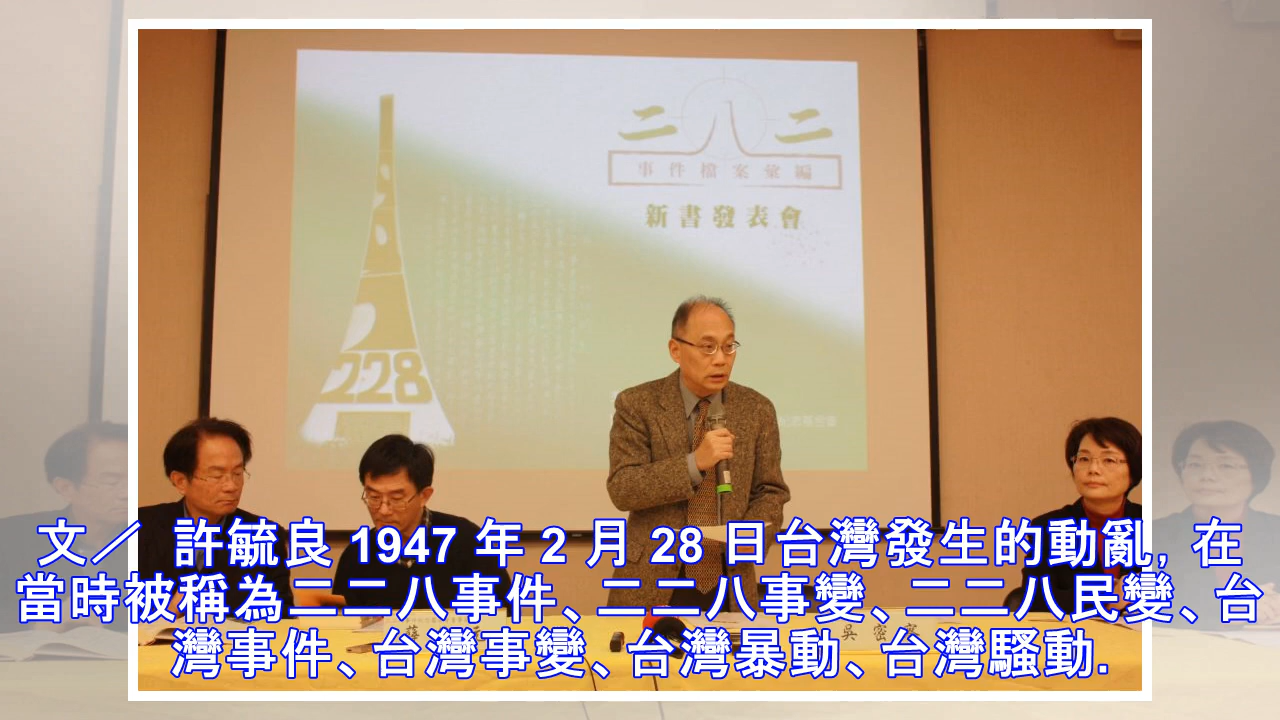 二八二
事件檔案彙編
新書發表會
228
文／ 許毓良 1947 年 2 月 28 日台灣發生的動亂, 在
當時被稱為二二八事件、二二八事變、二二八民變、台
灣事件、台灣事變、台灣暴動、台灣騷動.
吳密